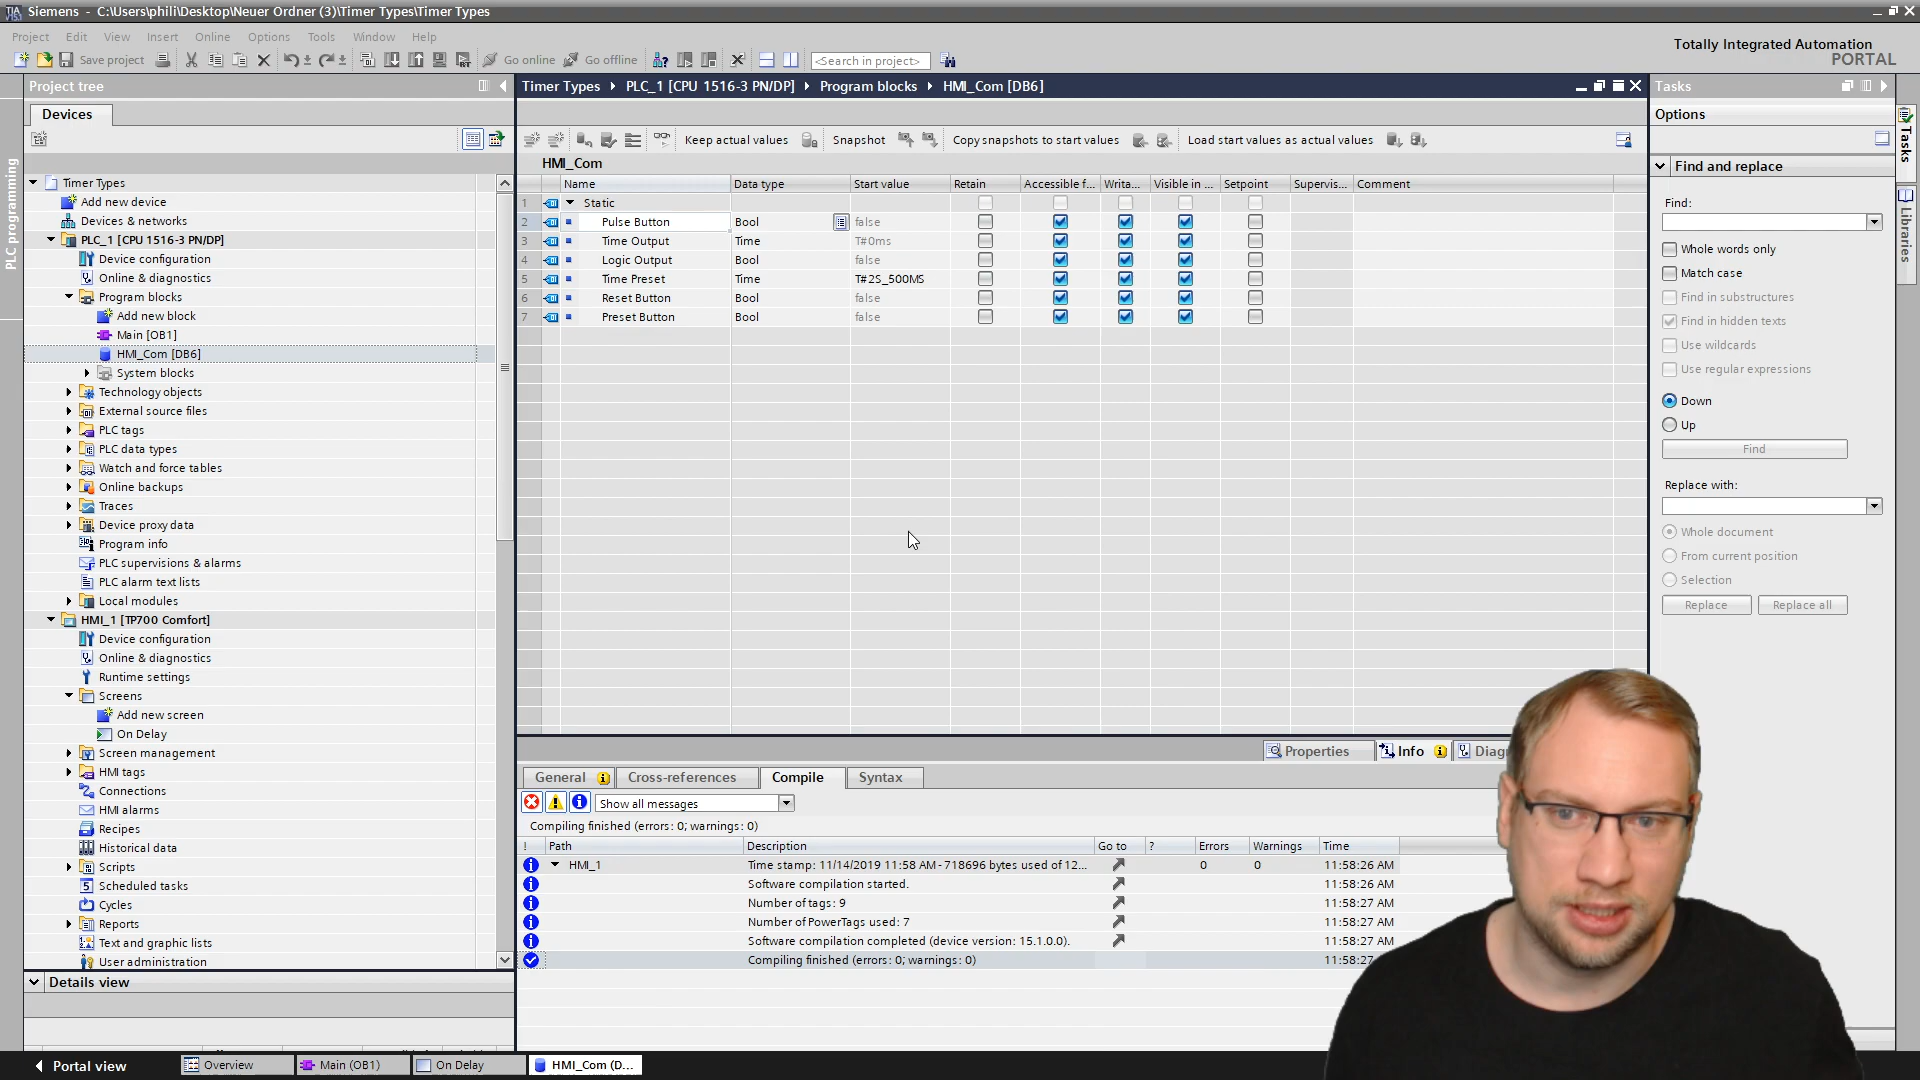 Siemens - C:\Users\phili\Desktop\Neuer Ordner (3)\Timer Types\Timer Types
Project Edit View Insert Online Options Tools Window Help
Totally Integrated Automation
PORTAL
Save project Go online Go offline <Search in project>
Project tree
Devices
PLC programming
Timer Types
Add new device
Devices & networks
PLC_1 [CPU 1516-3 PN/DP]
Device configuration
Online & diagnostics
Program blocks
Add new block
Main [OB1]
HMI_Com [DB6]
System blocks
Technology objects
External source files
PLC tags
PLC data types
Watch and force tables
Online backups
Traces
Device proxy data
Program info
PLC supervisions & alarms
PLC alarm text lists
Local modules
HMI_1 [TP700 Comfort]
Device configuration
Online & diagnostics
Runtime settings
Screens
Add new screen
On Delay
Screen management
HMI tags
Connections
HMI alarms
Recipes
Historical data
Scripts
Scheduled tasks
Cycles
Reports
Text and graphic lists
User administration
Details view
Timer Types PLC_1 [CPU 1516-3 PN/DP] Program blocks HMI_Com [DB6]
Keep actual values Snapshot Copy snapshots to start values Load start values as actual values
HMI_Com
Name Data type Start value Retain Accessible f... Writa... Visible in ... Setpoint Supervis... Comment
1 Static
2 Pulse Button Bool false
3 Time Output Time T#0ms
4 Logic Output Bool false
5 Time Preset Time T#2S_500MS
6 Reset Button Bool false
7 Preset Button Bool false
Properties Info Diagn
General Cross-references Compile Syntax
Show all messages
Compiling finished (errors: 0; warnings: 0)
! Path Description Go to ? Errors Warnings Time
HMI_1 Time stamp: 11/14/2019 11:58 AM - 718696 bytes used of 12... 0 0 11:58:26 AM
Software compilation started. 11:58:26 AM
Number of tags: 9 11:58:27 AM
Number of PowerTags used: 7 11:58:27 AM
Software compilation completed (device version: 15.1.0.0). 11:58:27 AM
Compiling finished (errors: 0; warnings: 0) 11:58:27
Tasks
Options
Find and replace
Find:
Whole words only
Match case
Find in substructures
Find in hidden texts
Use wildcards
Use regular expressions
Down
Up
Find
Replace with:
Whole document
From current position
Selection
Replace Replace all
Tasks
Libraries
Portal view Overview Main (OB1) On Delay HMI_Com (D...